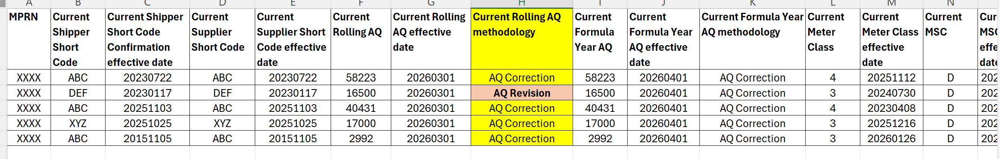 A B C D E F G H I J K L M N
MPRN | Current Shipper Short Code | Current Shipper Short Code Confirmation effective date | Current Supplier Short Code | Current Supplier Short Code effective date | Current Rolling AQ | Current Rolling AQ effective date | Current Rolling AQ methodology | Current Formula Year AQ | Current Formula Year AQ effective date | Current Formula Year AQ methodology | Current Meter Class | Current Meter Class effective date | Current MSC
XXXX ABC 20230722 ABC 20230722 58223 20260301 AQ Correction 58223 20260401 AQ Correction 4 20251112 D
XXXX DEF 20230117 DEF 20230117 16500 20260301 AQ Revision 16500 20260401 AQ Correction 3 20240730 D
XXXX ABC 20251103 ABC 20251103 40431 20260301 AQ Correction 40431 20260401 AQ Correction 4 20230408 D
XXXX XYZ 20251025 XYZ 20251025 17000 20260301 AQ Correction 17000 20260401 AQ Correction 3 20251216 D
XXXX ABC 20151105 ABC 20151105 2992 20260301 AQ Correction 2992 20260401 AQ Correction 3 20260126 D